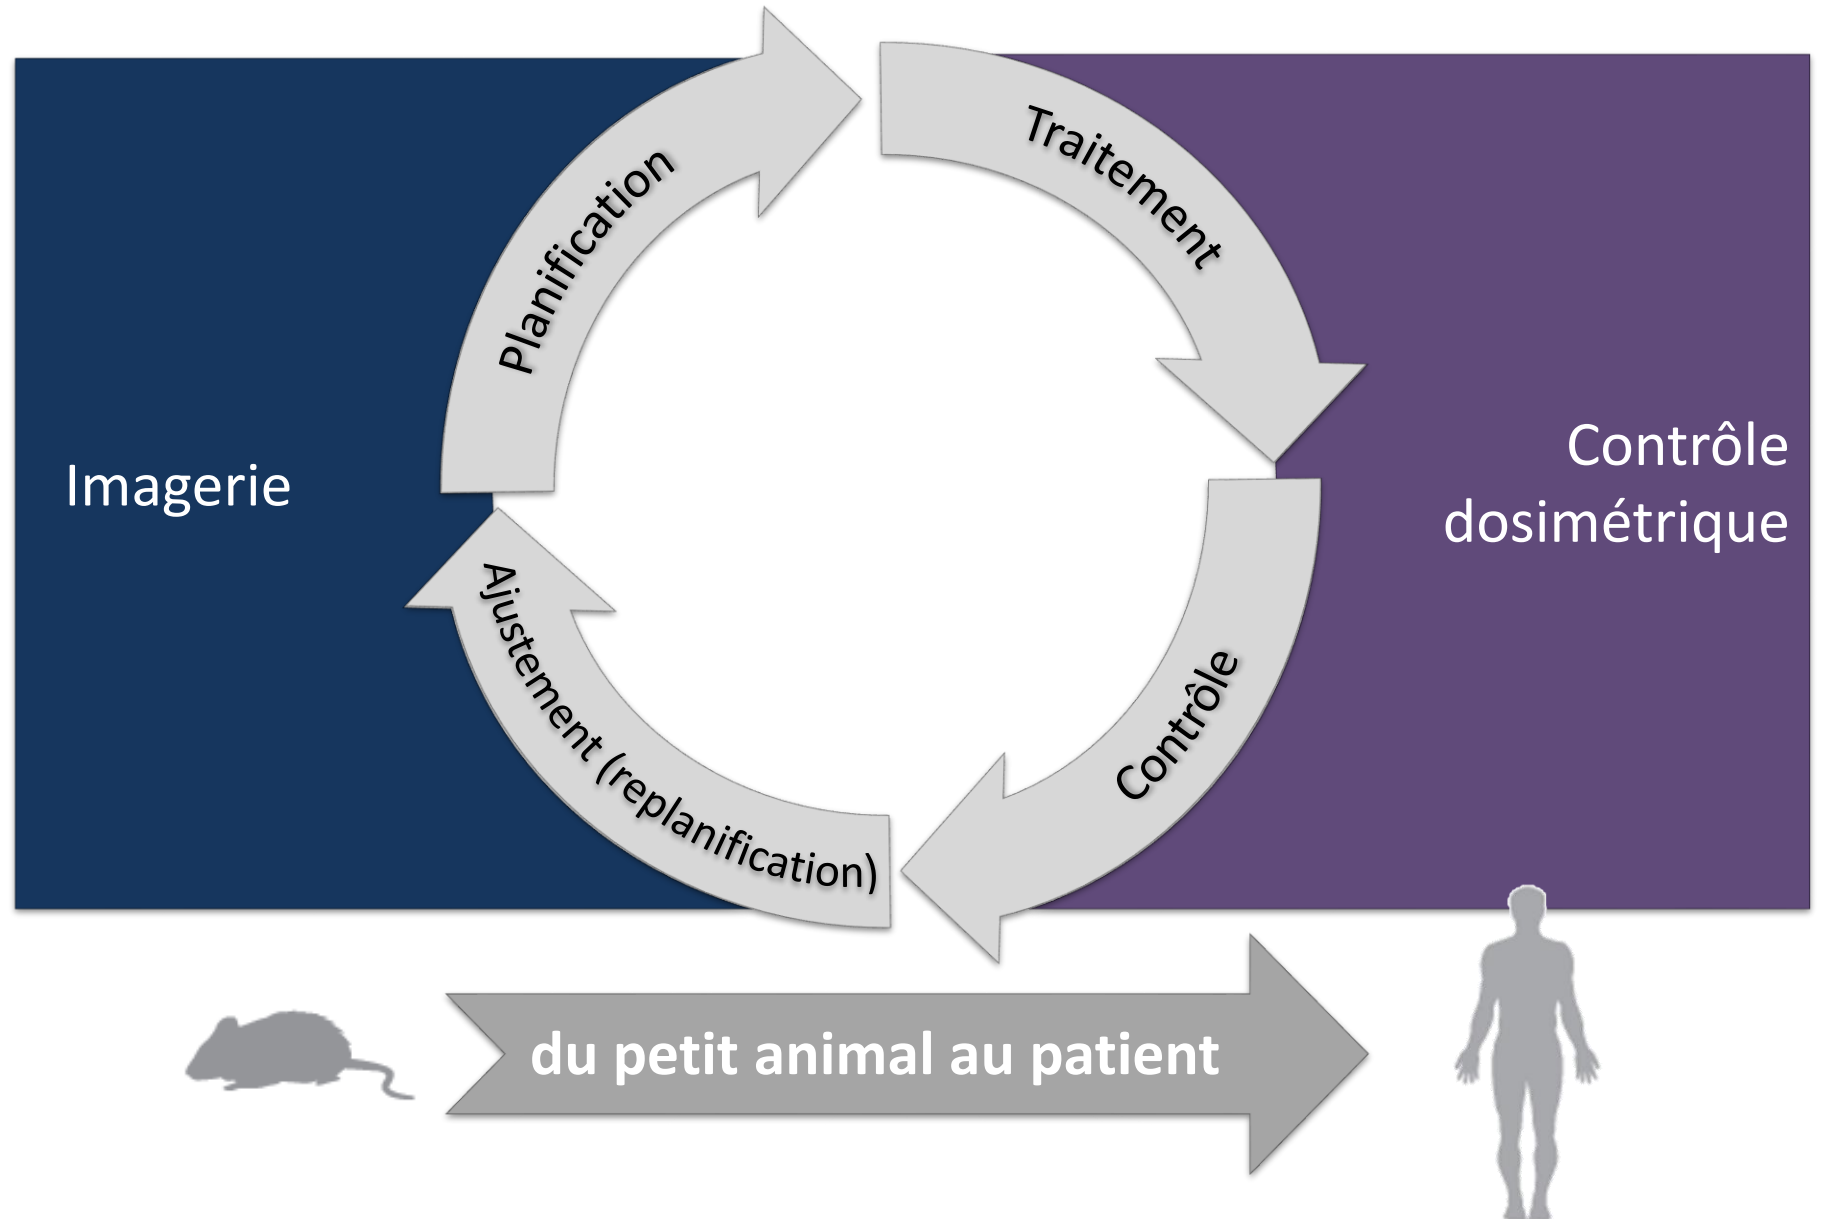 Planification
Traitement
Imagerie
Contrôle
dosimétrique
Ajustement (replanification)
Contrôle
du petit animal au patient